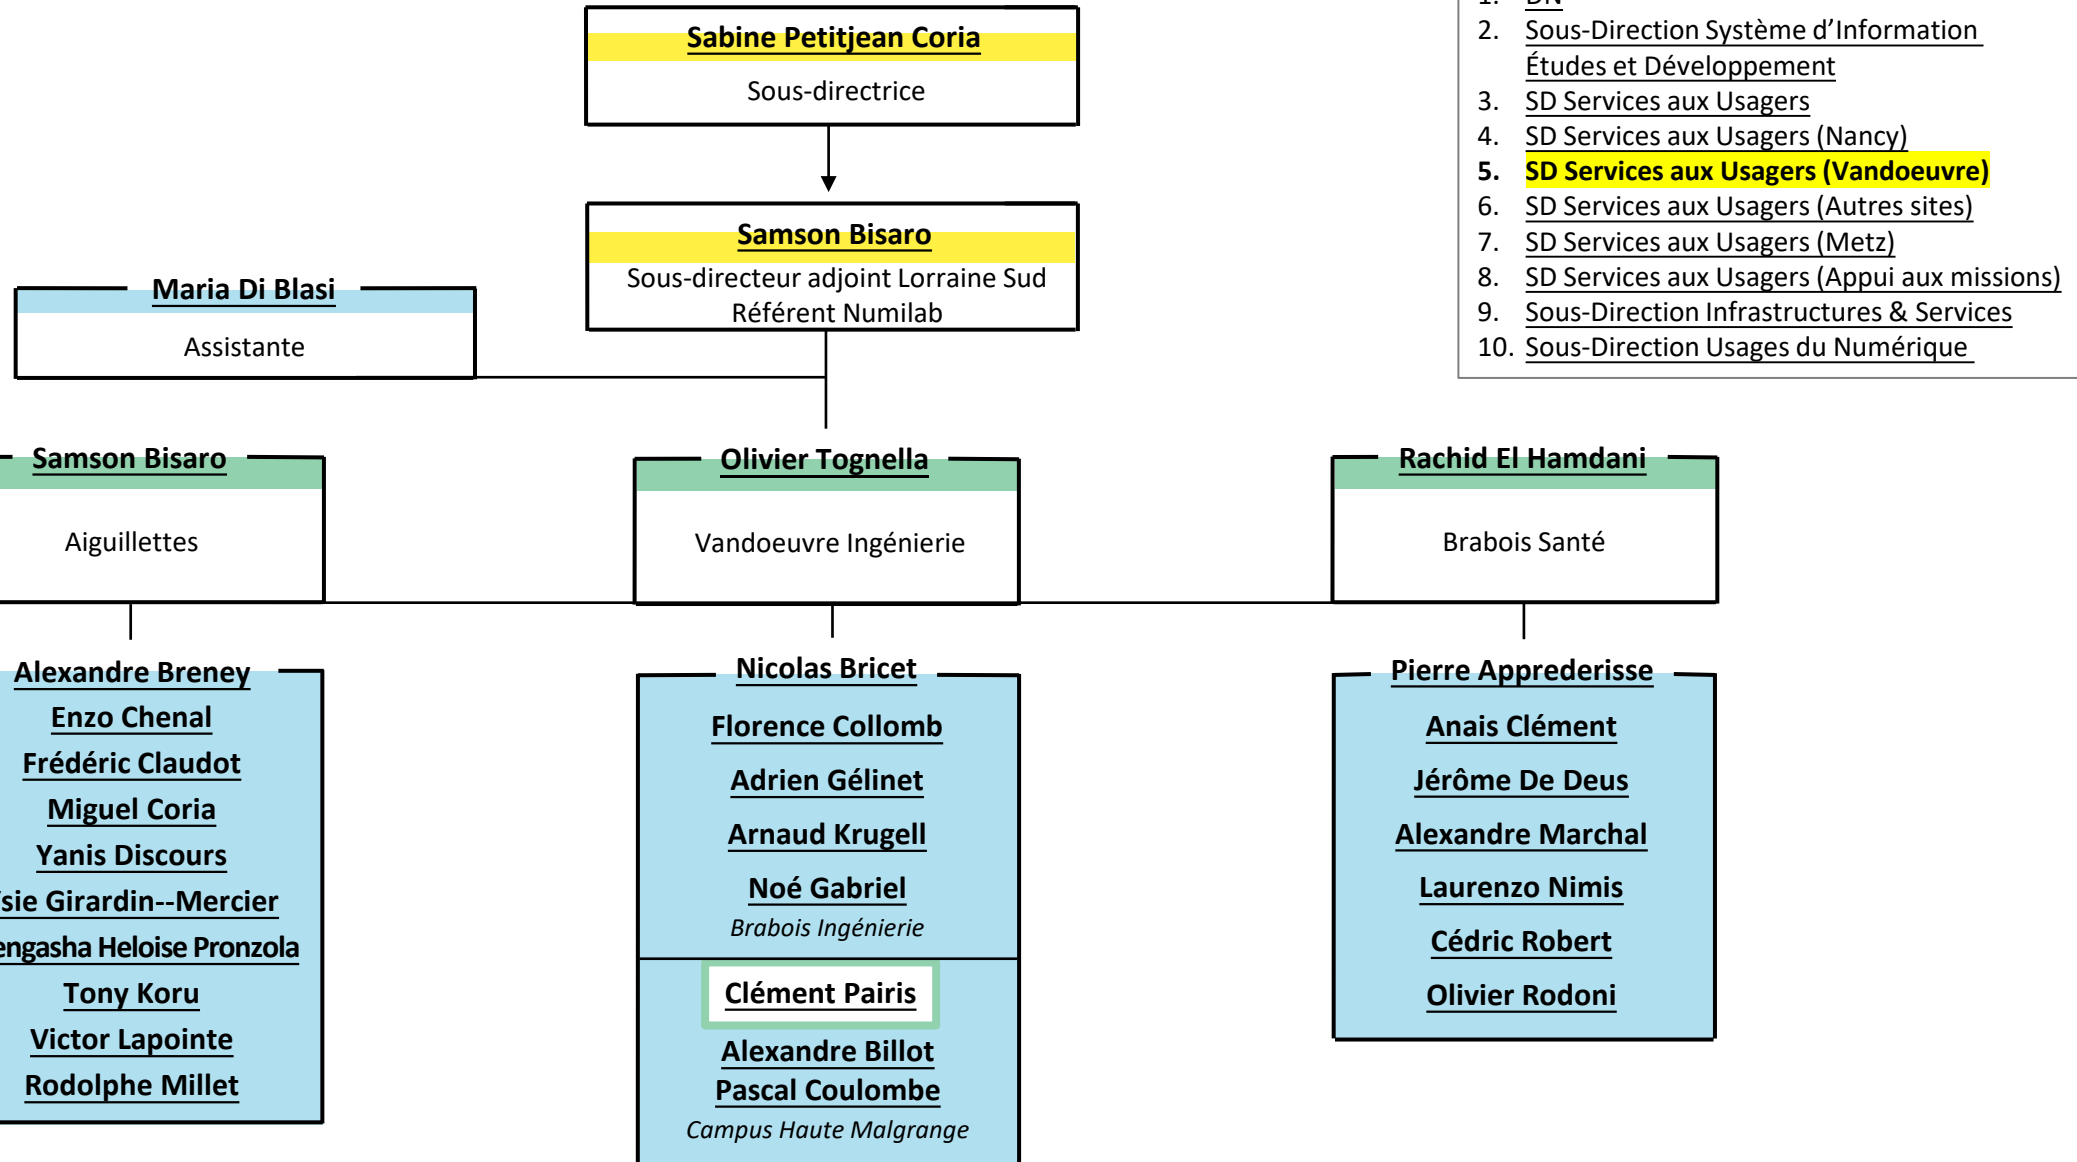 Sabine Petitjean Coria
Sous-directrice
Samson Bisaro
Sous-directeur adjoint Lorraine Sud
Référent Numilab
Maria Di Blasi
Assistante
1. DN
2. Sous-Direction Système d’Information
Études et Développement
3. SD Services aux Usagers
4. SD Services aux Usagers (Nancy)
5. SD Services aux Usagers (Vandoeuvre)
6. SD Services aux Usagers (Autres sites)
7. SD Services aux Usagers (Metz)
8. SD Services aux Usagers (Appui aux missions)
9. Sous-Direction Infrastructures & Services
10. Sous-Direction Usages du Numérique
Samson Bisaro
Aiguillettes
Alexandre Breney
Enzo Chenal
Frédéric Claudot
Miguel Coria
Yanis Discours
Girardin--Mercier
Heloise Pronzola
Tony Koru
Victor Lapointe
Rodolphe Millet
Olivier Tognella
Vandoeuvre Ingénierie
Nicolas Bricet
Florence Collomb
Adrien Gélinet
Arnaud Krugell
Noé Gabriel
Brabois Ingénierie
Clément Pairis
Alexandre Billot
Pascal Coulombe
Campus Haute Malgrange
Rachid El Hamdani
Brabois Santé
Pierre Apprederisse
Anais Clément
Jérôme De Deus
Alexandre Marchal
Laurenzo Nimis
Cédric Robert
Olivier Rodoni